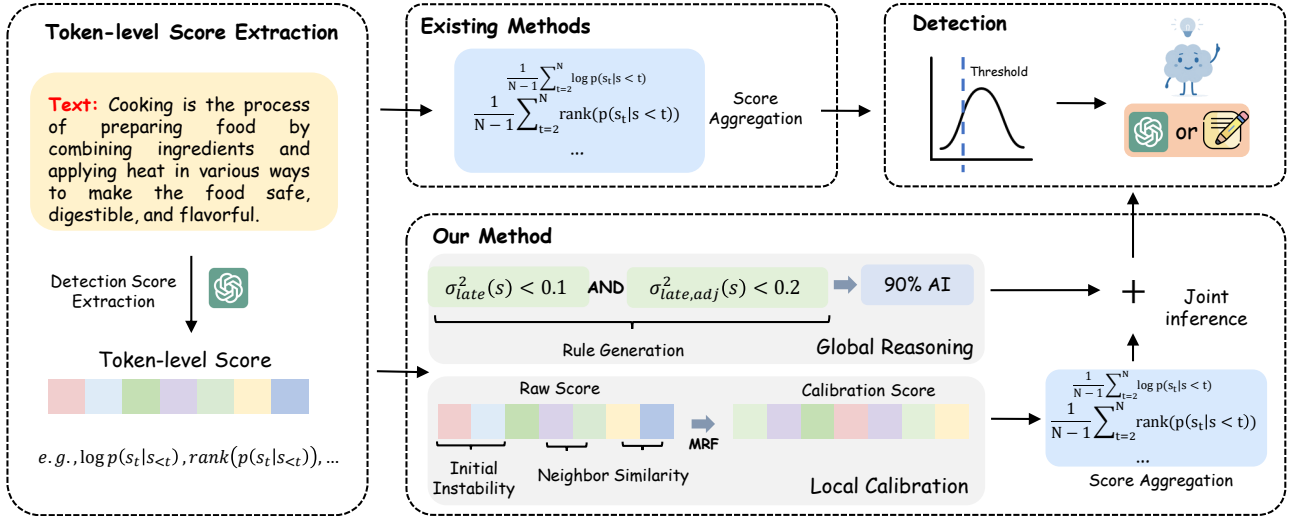 Token-level Score Extraction
Text: Cooking is the process
of preparing food by
combining ingredients and
applying heat in various ways
to make the food safe,
digestible, and flavorful.
Detection Score
Extraction
Token-level Score
e.g., log p(s_t|s_{<t}), rank(p(s_t|s_{<t})), ...
Existing Methods
1/(N−1) ∑_{t=2}^{N} log p(s_t|s < t)
1/(N−1) ∑_{t=2}^{N} rank(p(s_t|s < t))
...
Score
Aggregation
Detection
Threshold
or
Our Method
σ²_{late}(s) < 0.1 AND σ²_{late,adj}(s) < 0.2 90% AI
Rule Generation
Global Reasoning
Raw Score
Calibration Score
MRF
Initial
Instability
Neighbor Similarity
Local Calibration
+
Joint
inference
1/(N−1) ∑_{t=2}^{N} log p(s_t|s < t)
1/(N−1) ∑_{t=2}^{N} rank(p(s_t|s < t))
...
Score Aggregation